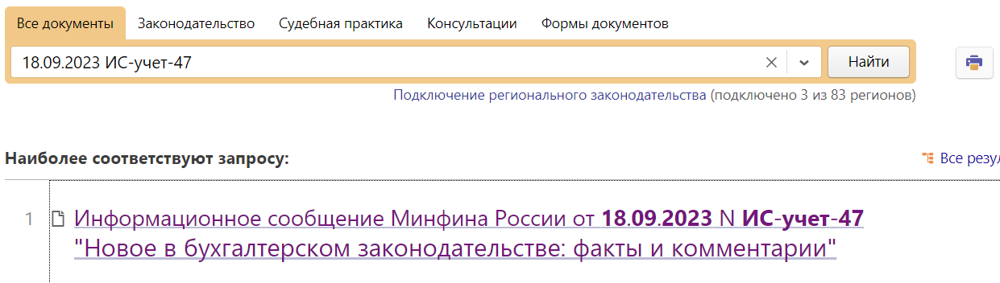 Все документы Законодательство Судебная практика Консультации Формы документов
18.09.2023 ИС-учет-47 Найти
Подключение регионального законодательства (подключено 3 из 83 регионов)
Наиболее соответствуют запросу: Все резул
1 Информационное сообщение Минфина России от 18.09.2023 N ИС-учет-47
"Новое в бухгалтерском законодательстве: факты и комментарии"